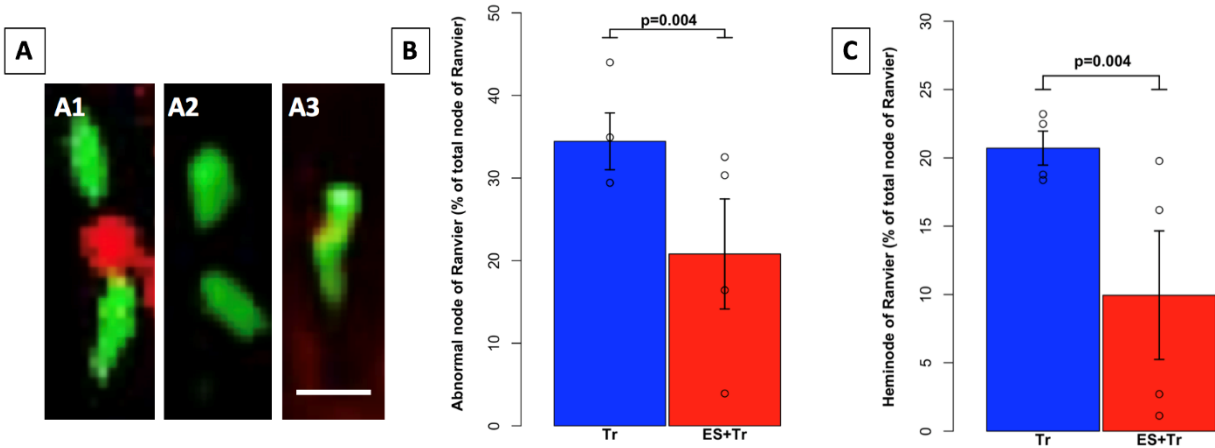 A
A1
A2
A3
B
Abnormal node of Ranvier (% of total node of Ranvier)
50
40
30
20
10
0
p=0.004
Tr
ES+Tr
C
Heminode of Ranvier (% of total node of Ranvier)
30
25
20
15
10
5
0
p=0.004
Tr
ES+Tr